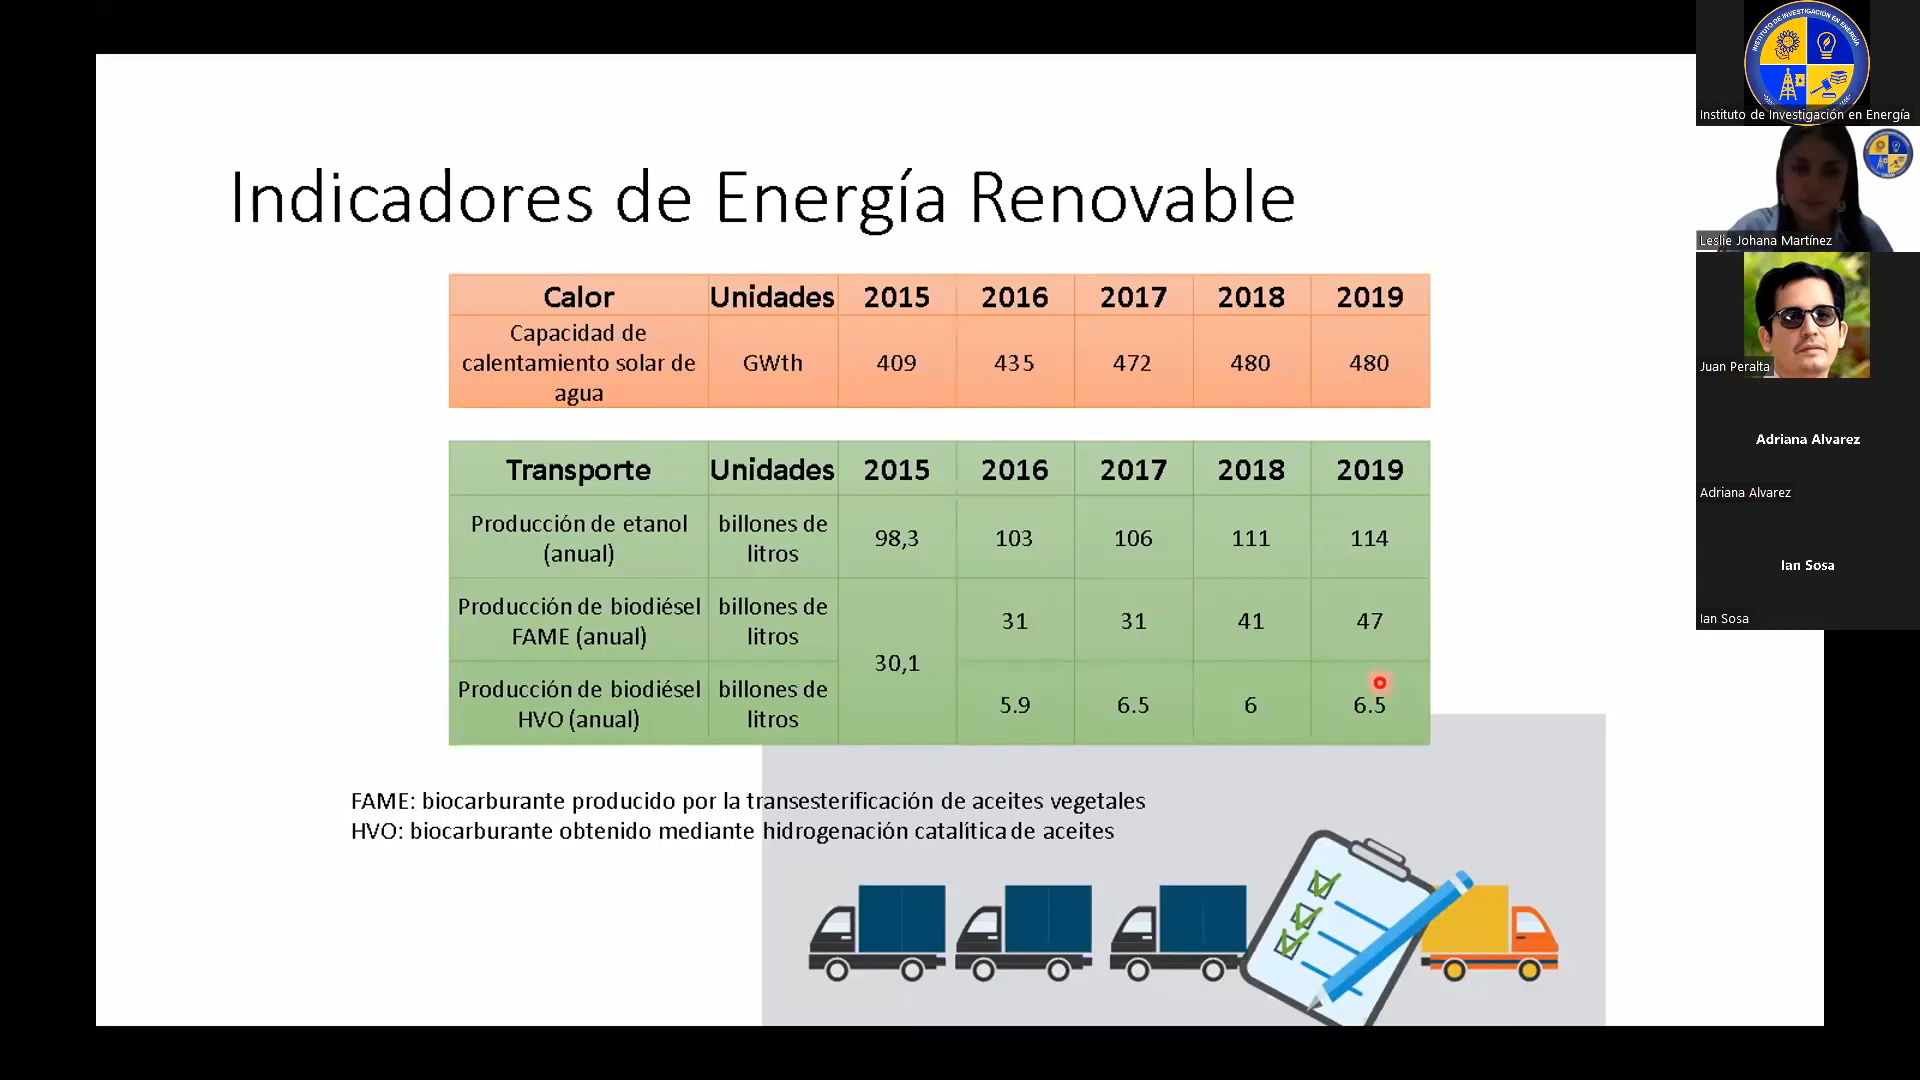 Indicadores de Energía Renovable
Calor Unidades 2015 2016 2017 2018 2019
Capacidad de
calentamiento solar de
agua
GWth 409 435 472 480 480
Transporte Unidades 2015 2016 2017 2018 2019
Producción de etanol
(anual)
billones de
litros
98,3 103 106 111 114
Producción de biodiésel
FAME (anual)
billones de
litros
31 31 41 47
30,1
Producción de biodiésel
HVO (anual)
billones de
litros
5.9 6.5 6 6.5
FAME: biocarburante producido por la transesterificación de aceites vegetales
HVO: biocarburante obtenido mediante hidrogenación catalítica de aceites
INSTITUTO DE INVESTIGACIÓN EN ENERGÍA
Instituto de Investigación en Energía
Leslie Johana Martínez
Juan Peralta
Adriana Alvarez
Adriana Alvarez
Ian Sosa
Ian Sosa